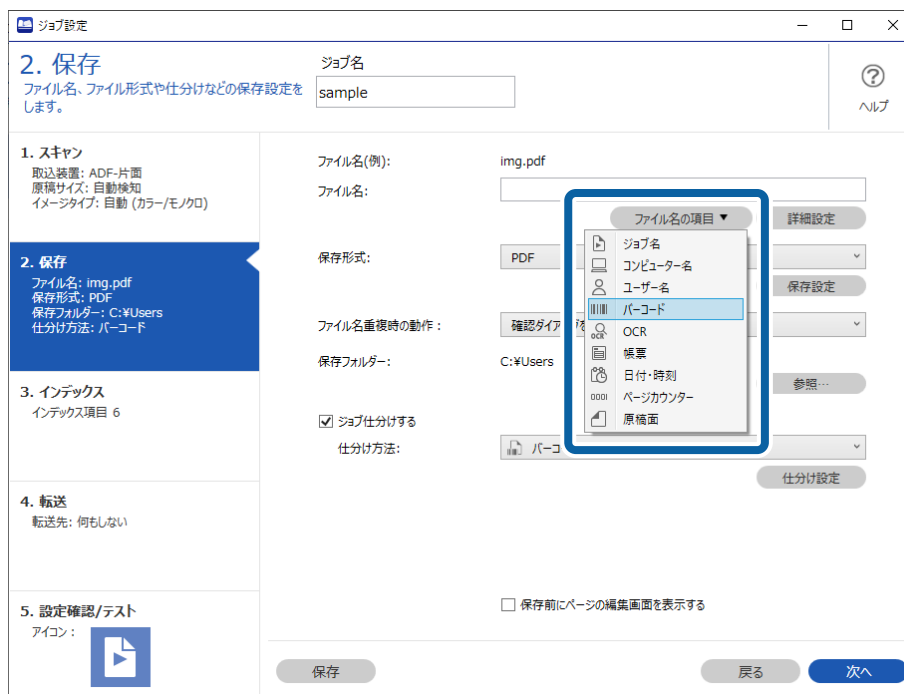 ジョブ設定
2. 保存
ファイル名、ファイル形式や仕分けなどの保存設定を
します。
ジョブ名
sample
ヘルプ
1. スキャン
取込装置: ADF-片面
原稿サイズ: 自動検知
イメージタイプ: 自動 (カラー/モノクロ)
2. 保存
ファイル名: img.pdf
保存形式: PDF
保存フォルダー: C:¥Users
仕分け方法: バーコード
3. インデックス
インデックス項目 6
4. 転送
転送先: 何もしない
5. 設定確認/テスト
アイコン :
ファイル名(例): img.pdf
ファイル名:
ファイル名の項目 ▼
詳細設定
ジョブ名
コンピューター名
ユーザー名
バーコード
OCR
OCR
帳票
日付・時刻
0001
ページカウンター
原稿面
保存形式: PDF
保存設定
ファイル名重複時の動作 : 確認ダイアログを
保存フォルダー: C:¥Users
参照…
ジョブ仕分けする
仕分け方法: バーコ
仕分け設定
保存前にページの編集画面を表示する
保存
戻る
次へ